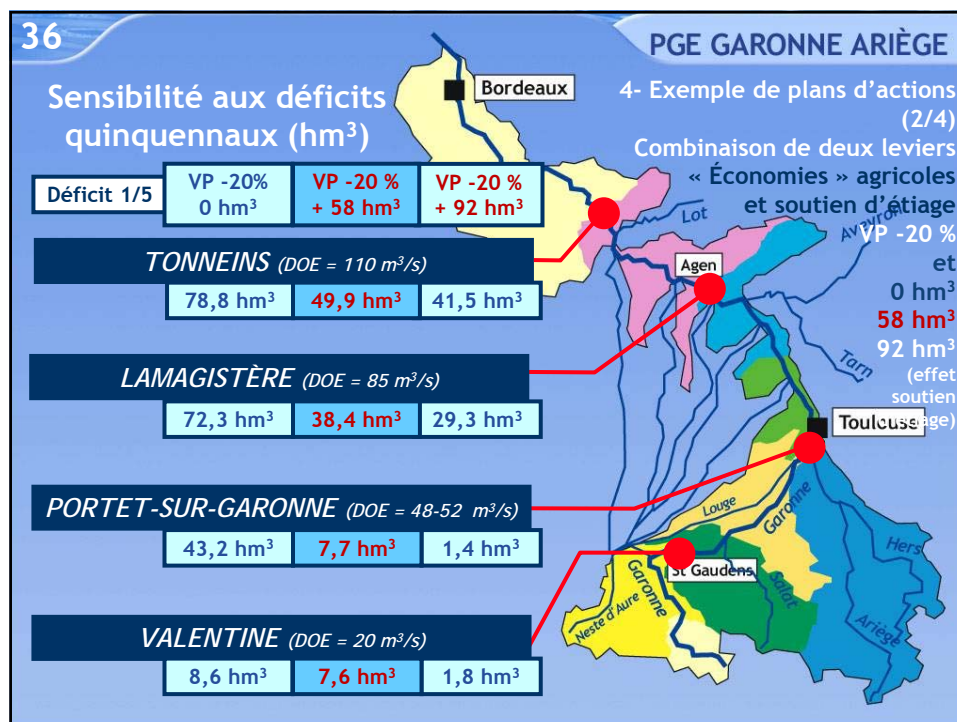 36
PGE GARONNE ARIÈGE
Sensibilité aux déficits
quinquennaux (hm³)
4- Exemple de plans d’actions
(2/4)
Combinaison de deux leviers
« Économies » agricoles
et soutien d’étiage
VP -20 %
et
0 hm³
58 hm³
92 hm³
(effet
soutien
Déficit 1/5
VP -20%
0 hm³
VP -20 %
+ 58 hm³
VP -20 %
+ 92 hm³
TONNEINS (DOE = 110 m³/s)
78,8 hm³
49,9 hm³
41,5 hm³
LAMAGISTÈRE (DOE = 85 m³/s)
72,3 hm³
38,4 hm³
29,3 hm³
PORTET-SUR-GARONNE (DOE = 48-52 m³/s)
43,2 hm³
7,7 hm³
1,4 hm³
VALENTINE (DOE = 20 m³/s)
8,6 hm³
7,6 hm³
1,8 hm³
Bordeaux
Lot
Aveyron
Agen
Tarn
Toulouse
Louge
Garonne
Hers
St Gaudens
Salat
Garonne
Neste d'Aure
Ariège